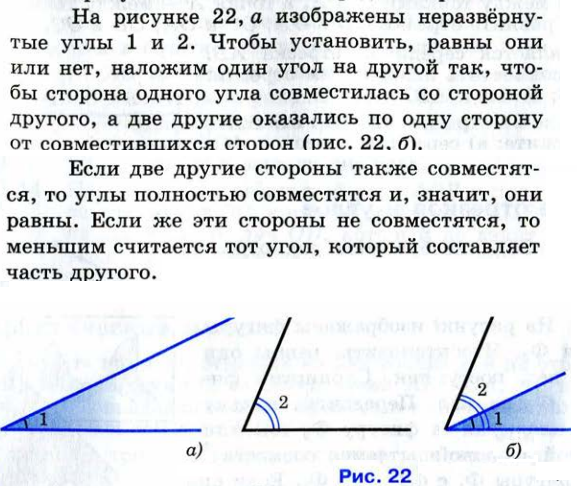 На рисунке 22, а изображены неразвёрну-
тые углы 1 и 2. Чтобы установить, равны они
или нет, наложим один угол на другой так, что-
бы сторона одного угла совместилась со стороной
другого, а две другие оказались по одну сторону
от совместившихся сторон (рис. 22, б).
Если две другие стороны также совместят-
ся, то углы полностью совместятся и, значит, они
равны. Если же эти стороны не совместятся, то
меньшим считается тот угол, который составляет
часть другого.
1 2 2 1
а) б)
Рис. 22